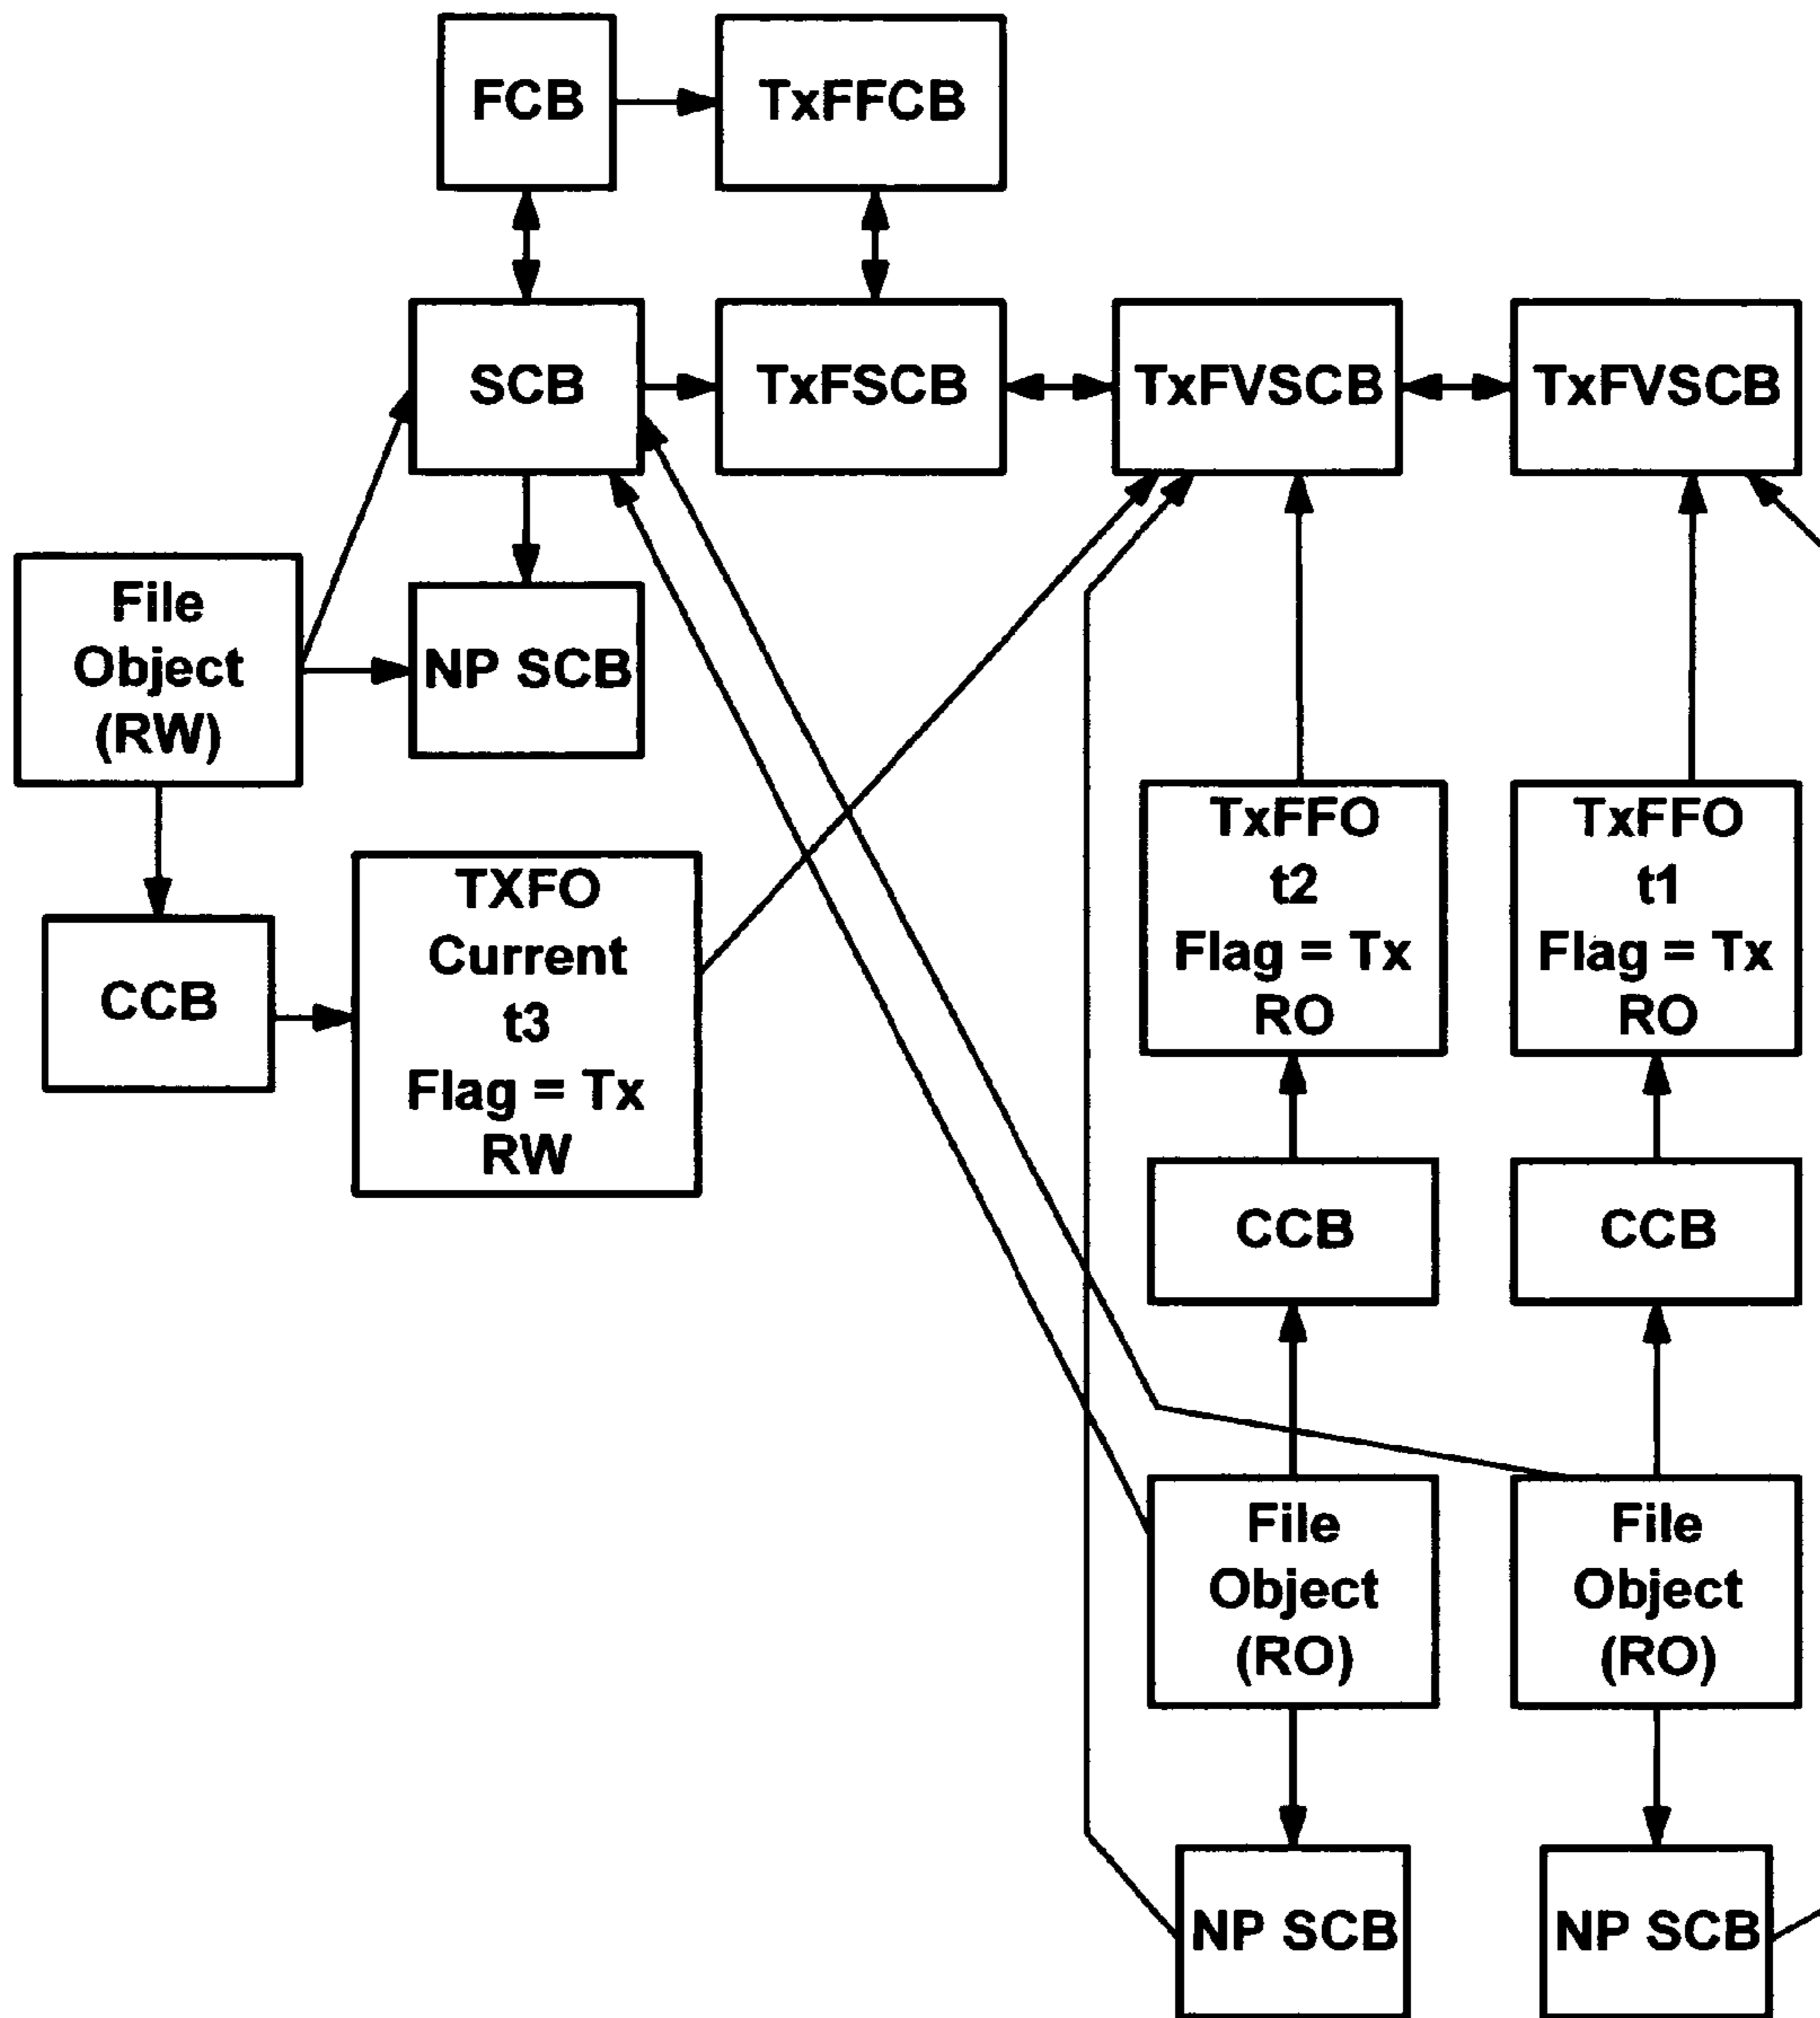 FCB
TxFFCB
SCB
TxFSCB
TxFVSCB
TxFVSCB
File
Object
(RW)
NP SCB
CCB
TXFO
Current
t3
Flag = Tx
RW
TxFFO
t2
Flag = Tx
RO
TxFFO
t1
Flag = Tx
RO
CCB
CCB
File
Object
(RO)
File
Object
(RO)
NP SCB
NP SCB